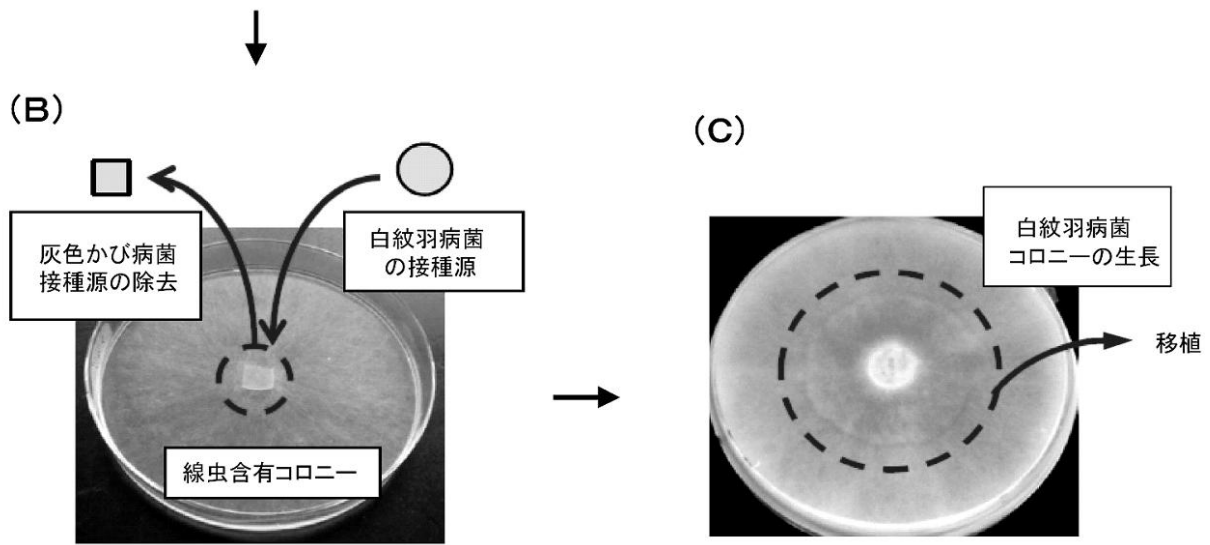 (B)
灰色かび病菌
接種源の除去
白紋羽病菌
の接種源
線虫含有コロニー
(C)
白紋羽病菌
コロニーの生長
移植